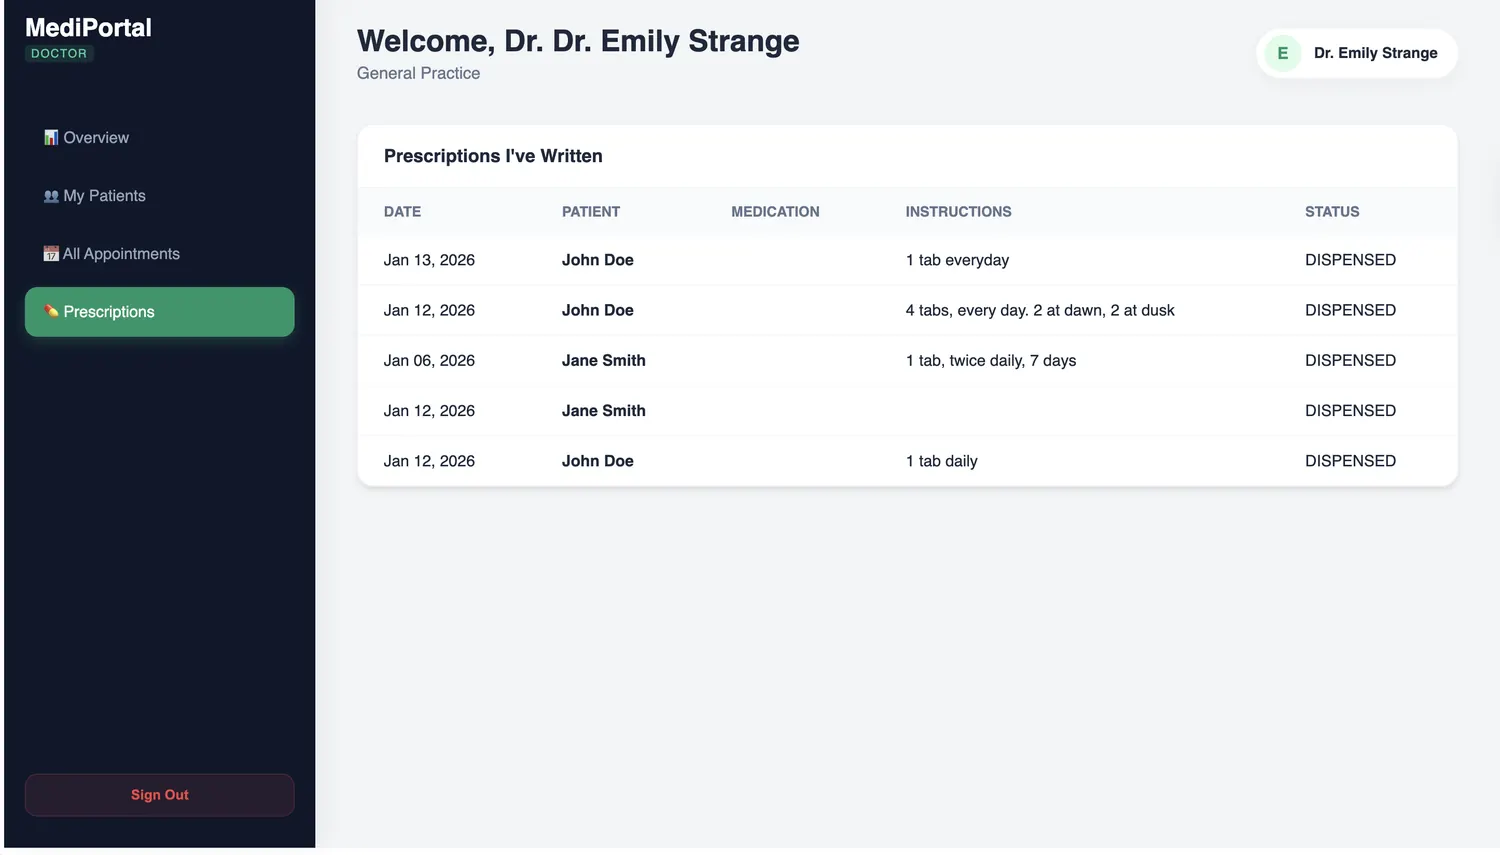 MediPortal
DOCTOR
Overview
My Patients
All Appointments
Prescriptions
Sign Out
Welcome, Dr. Dr. Emily Strange
General Practice
E Dr. Emily Strange
Prescriptions I've Written
DATE PATIENT MEDICATION INSTRUCTIONS STATUS
Jan 13, 2026 John Doe 1 tab everyday DISPENSED
Jan 12, 2026 John Doe 4 tabs, every day. 2 at dawn, 2 at dusk DISPENSED
Jan 06, 2026 Jane Smith 1 tab, twice daily, 7 days DISPENSED
Jan 12, 2026 Jane Smith DISPENSED
Jan 12, 2026 John Doe 1 tab daily DISPENSED